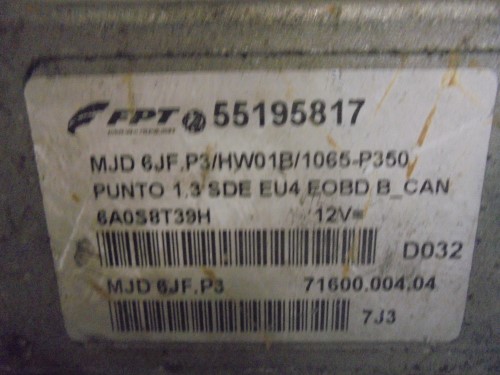 FPT 55195817
MJD 6JF.P3/HW01B/1065-P350
PUNTO 1.3 SDE EU4 EOBD B_CAN
6A0S8T39H 12V=
D032
MJD 6JF.P3 71600.004.04
7J3